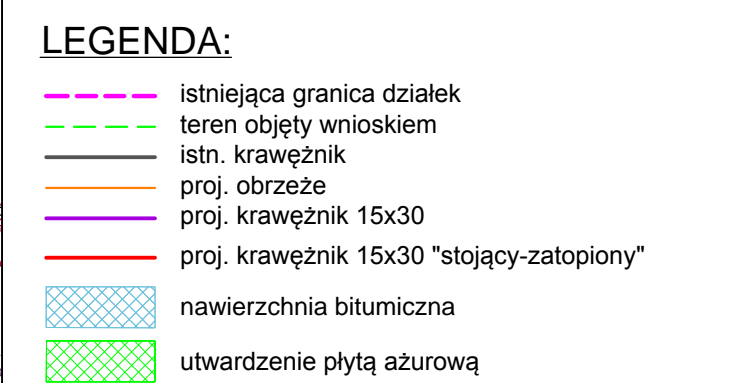 LEGENDA:
istniejąca granica działek
teren objęty wnioskiem
istn. krawężnik
proj. obrzeże
proj. krawężnik 15x30
proj. krawężnik 15x30 "stojący-zatopiony"
nawierzchnia bitumiczna
utwardzenie płytą ażurową